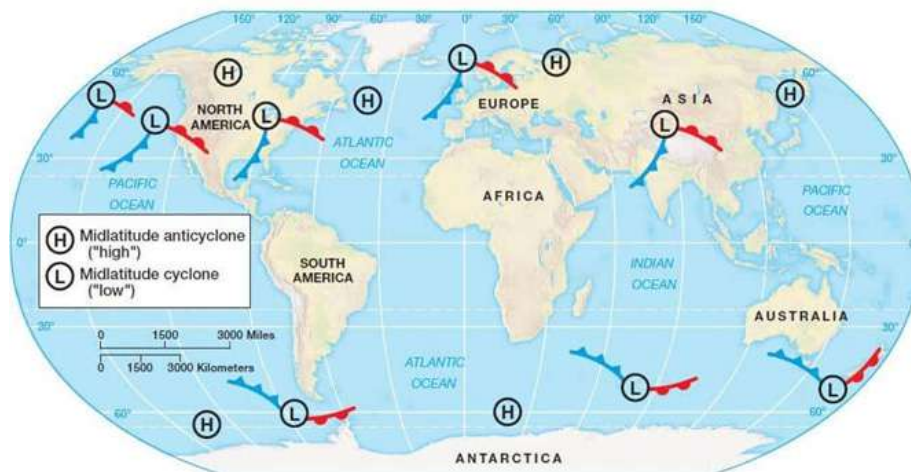 150° 120° 90° 0° 30° 60° 90° 120° 150°
60°
60°
H
H
L
L
L
L
H
H
L
NORTH
AMERICA
EUROPE
ASIA
ATLANTIC
OCEAN
30°
30°
PACIFIC
OCEAN
AFRICA
PACIFIC
OCEAN
H Midlatitude anticyclone
("high")
L Midlatitude cyclone
("low")
0°
0°
SOUTH
AMERICA
INDIAN
OCEAN
AUSTRALIA
30°
30°
0 1500 3000 Miles
0 1500 3000 Kilometers
ATLANTIC
OCEAN
60°
60°
H
L
H
L
L
ANTARCTICA